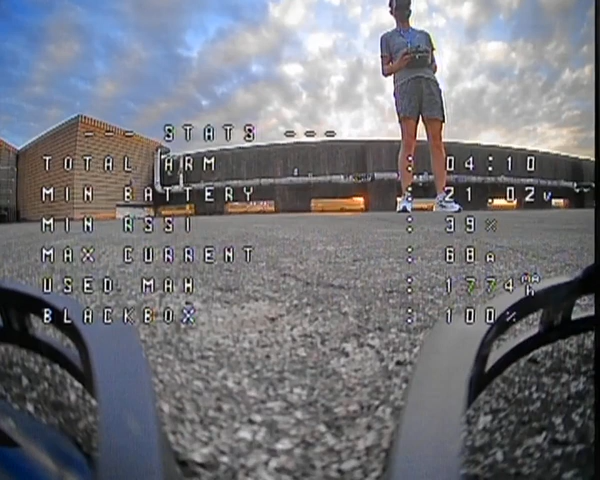 --- STATS ---
TOTAL ARM : 04:10
MIN BATTERY : 21.02V
MIN RSSI : 39%
MAX CURRENT : 68A
USED MAH : 1774 MAH
BLACKBOX : 100%